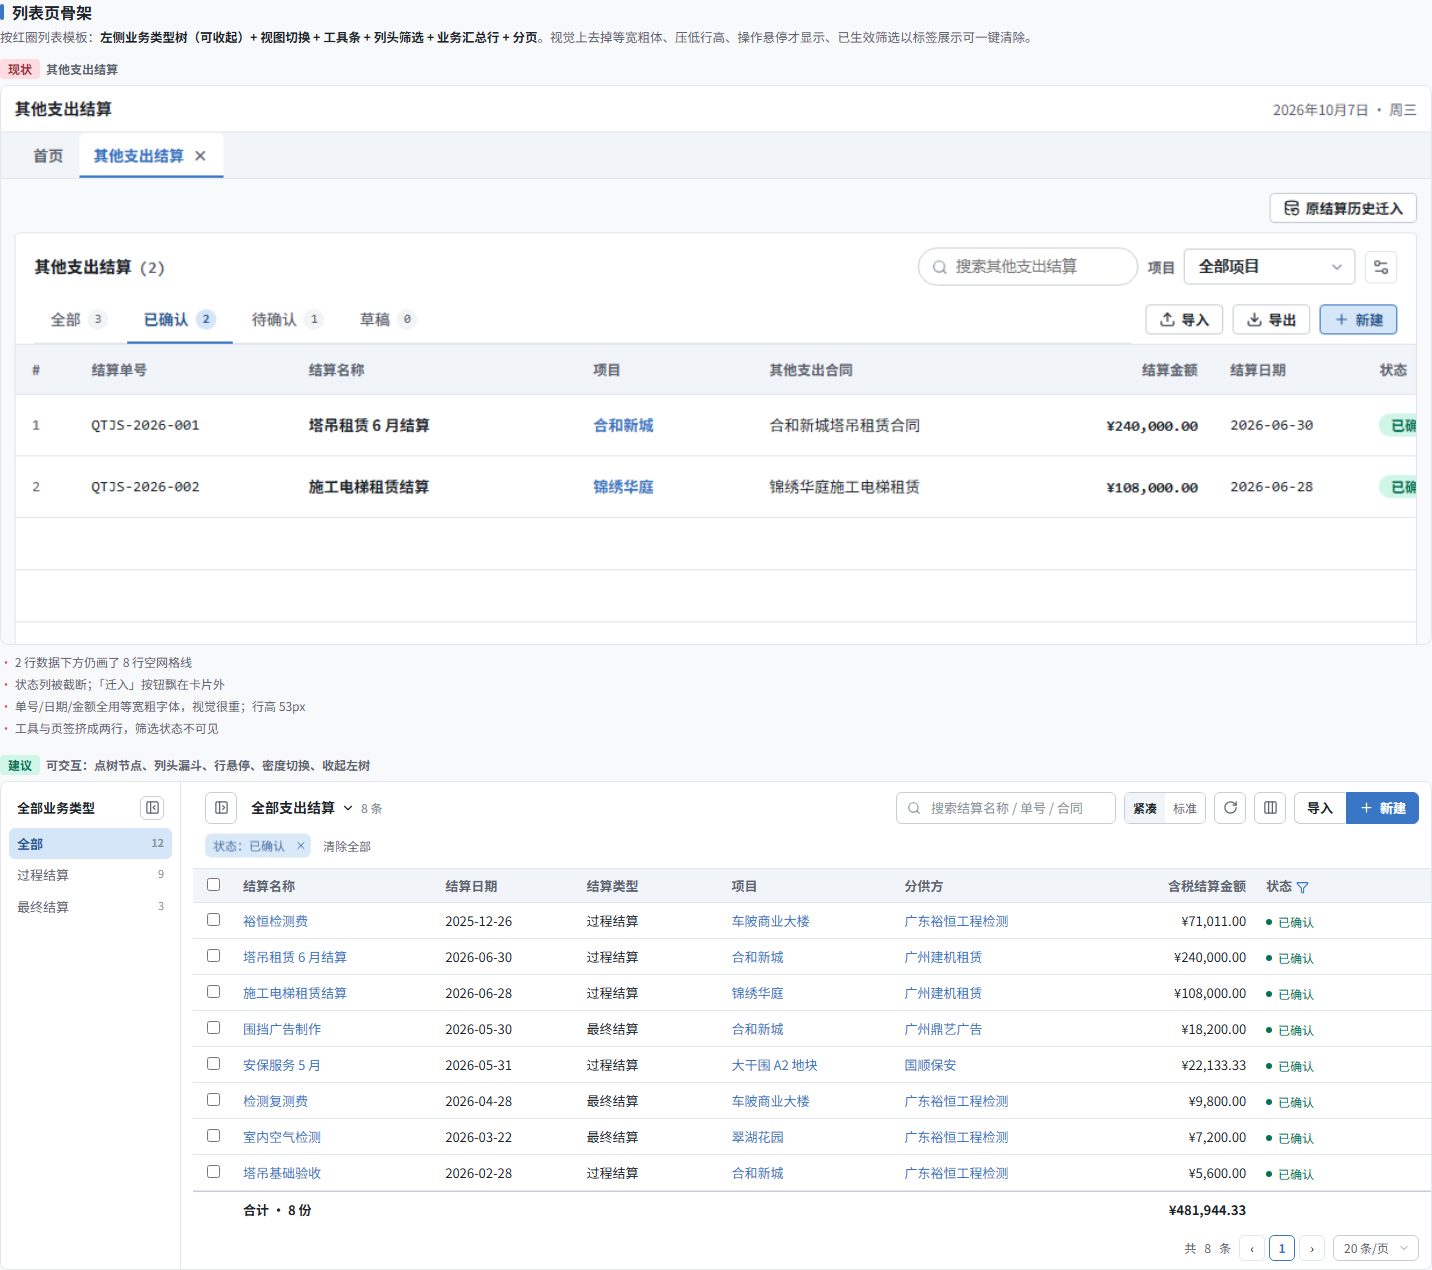 列表页骨架
按红圈列表模板：左侧业务类型树（可收起）+ 视图切换 + 工具条 + 列头筛选 + 业务汇总行 + 分页。视觉上去掉等宽粗体、压低行高、操作悬停才显示、已生效筛选以标签展示可一键清除。
现状 其他支出结算
其他支出结算 2026年10月7日 · 周三
首页 其他支出结算 ×
原结算历史迁入
其他支出结算 (2) 搜索其他支出结算 项目 全部项目
全部 3 已确认 2 待确认 1 草稿 0 导入 导出 + 新建
# 结算单号 结算名称 项目 其他支出合同 结算金额 结算日期 状态
1 QTJS-2026-001 塔吊租赁 6 月结算 合和新城 合和新城塔吊租赁合同 ¥240,000.00 2026-06-30 已确
2 QTJS-2026-002 施工电梯租赁结算 锦绣华庭 锦绣华庭施工电梯租赁 ¥108,000.00 2026-06-28 已确
· 2 行数据下方仍画了 8 行空网格线
· 状态列被截断；「迁入」按钮飘在卡片外
· 单号/日期/金额全用等宽粗字体，视觉很重；行高 53px
· 工具与页签挤成两行，筛选状态不可见
建议 可交互：点树节点、列头漏斗、行悬停、密度切换、收起左树
全部业务类型
全部 12
过程结算 9
最终结算 3
全部支出结算 8 条 搜索结算名称 / 单号 / 合同 紧凑 标准 导入 + 新建
状态：已确认 × 清除全部
结算名称 结算日期 结算类型 项目 分供方 含税结算金额 状态
裕恒检测费 2025-12-26 过程结算 车陂商业大楼 广东裕恒工程检测 ¥71,011.00 已确认
塔吊租赁 6 月结算 2026-06-30 过程结算 合和新城 广州建机租赁 ¥240,000.00 已确认
施工电梯租赁结算 2026-06-28 过程结算 锦绣华庭 广州建机租赁 ¥108,000.00 已确认
围挡广告制作 2026-05-30 最终结算 合和新城 广州鼎艺广告 ¥18,200.00 已确认
安保服务 5 月 2026-05-31 过程结算 大干围 A2 地块 国顺保安 ¥22,133.33 已确认
检测复测费 2026-04-28 最终结算 车陂商业大楼 广东裕恒工程检测 ¥9,800.00 已确认
室内空气检测 2026-03-22 最终结算 翠湖花园 广东裕恒工程检测 ¥7,200.00 已确认
塔吊基础验收 2026-02-28 过程结算 合和新城 广东裕恒工程检测 ¥5,600.00 已确认
合计 · 8 份 ¥481,944.33
共 8 条 ‹ 1 › 20 条/页